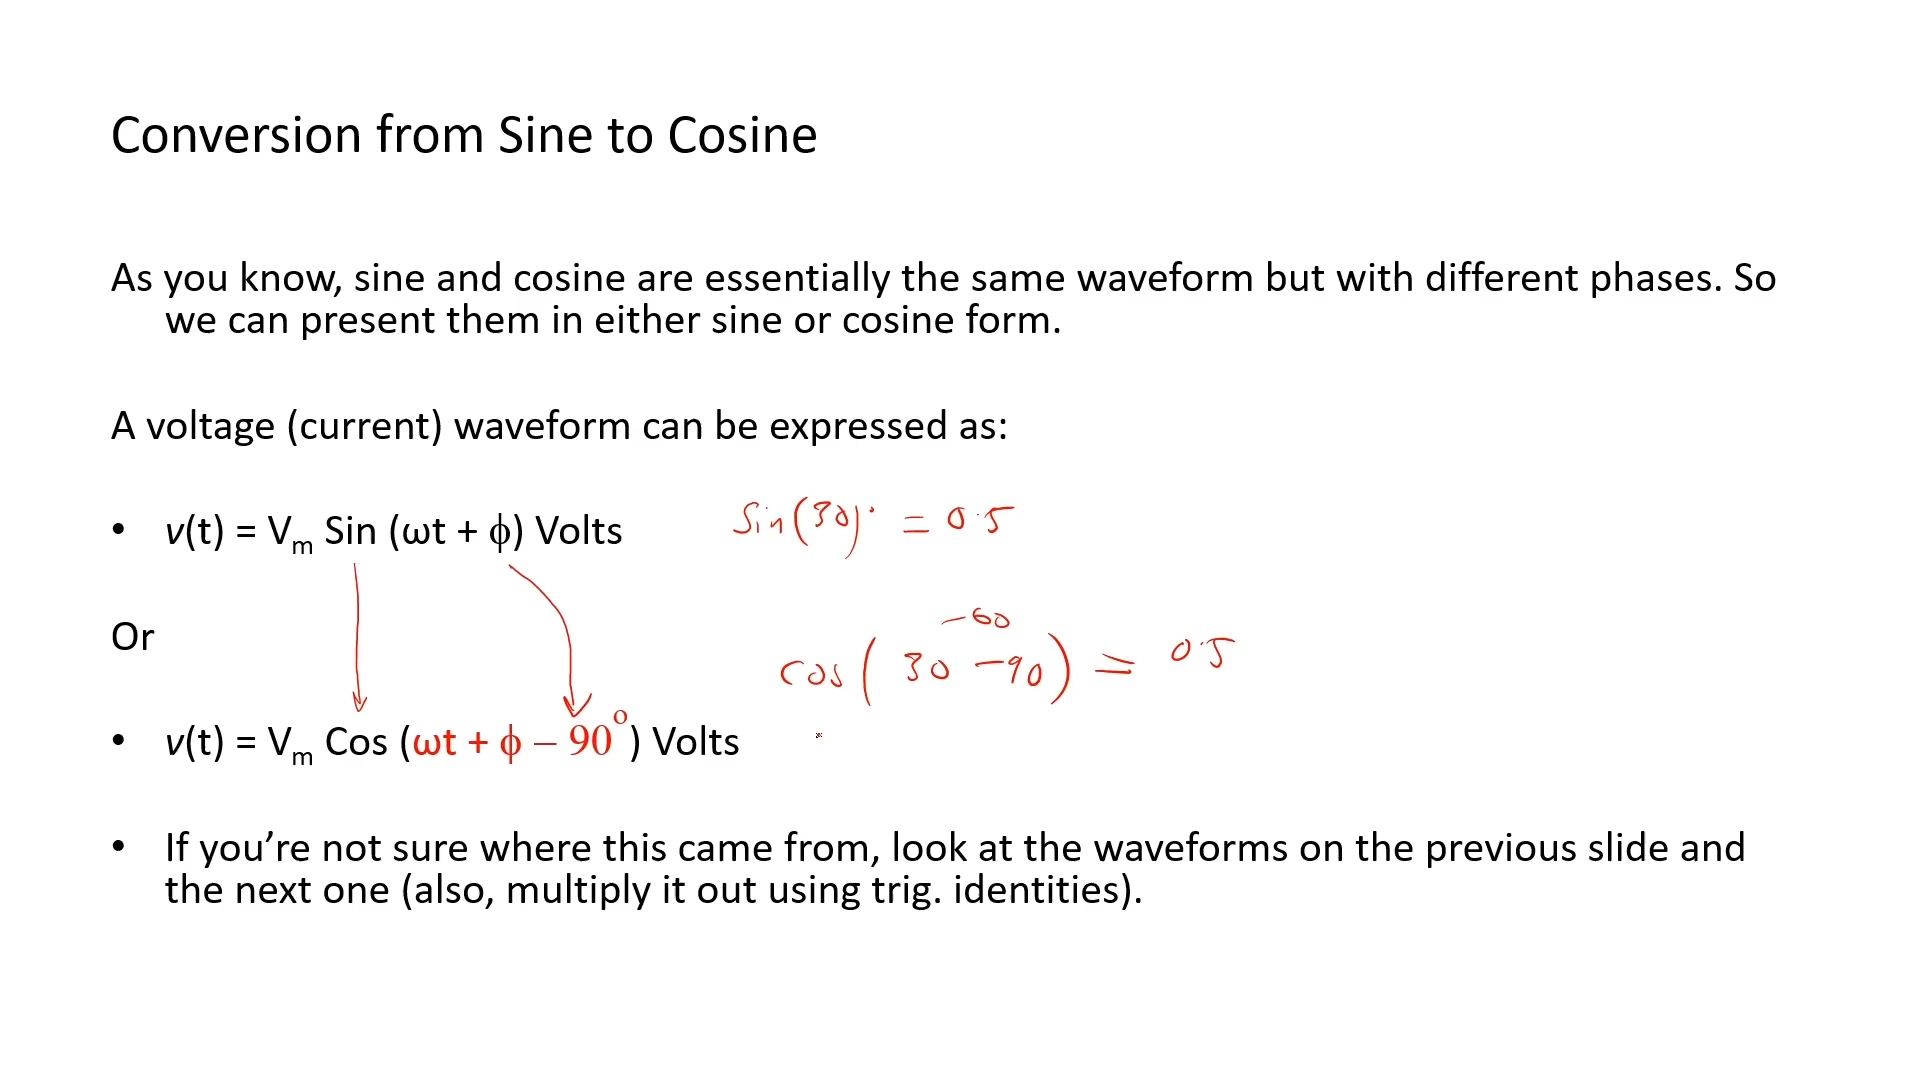 Conversion from Sine to Cosine
As you know, sine and cosine are essentially the same waveform but with different phases. So
we can present them in either sine or cosine form.
A voltage (current) waveform can be expressed as:
• v(t) = Vm Sin (ωt + ϕ) Volts
Sin(30)° = 0.5
Or
-60
cos( 30 -90) = 0.5
• v(t) = Vm Cos (ωt + ϕ – 90°) Volts
• If you’re not sure where this came from, look at the waveforms on the previous slide and
the next one (also, multiply it out using trig. identities).